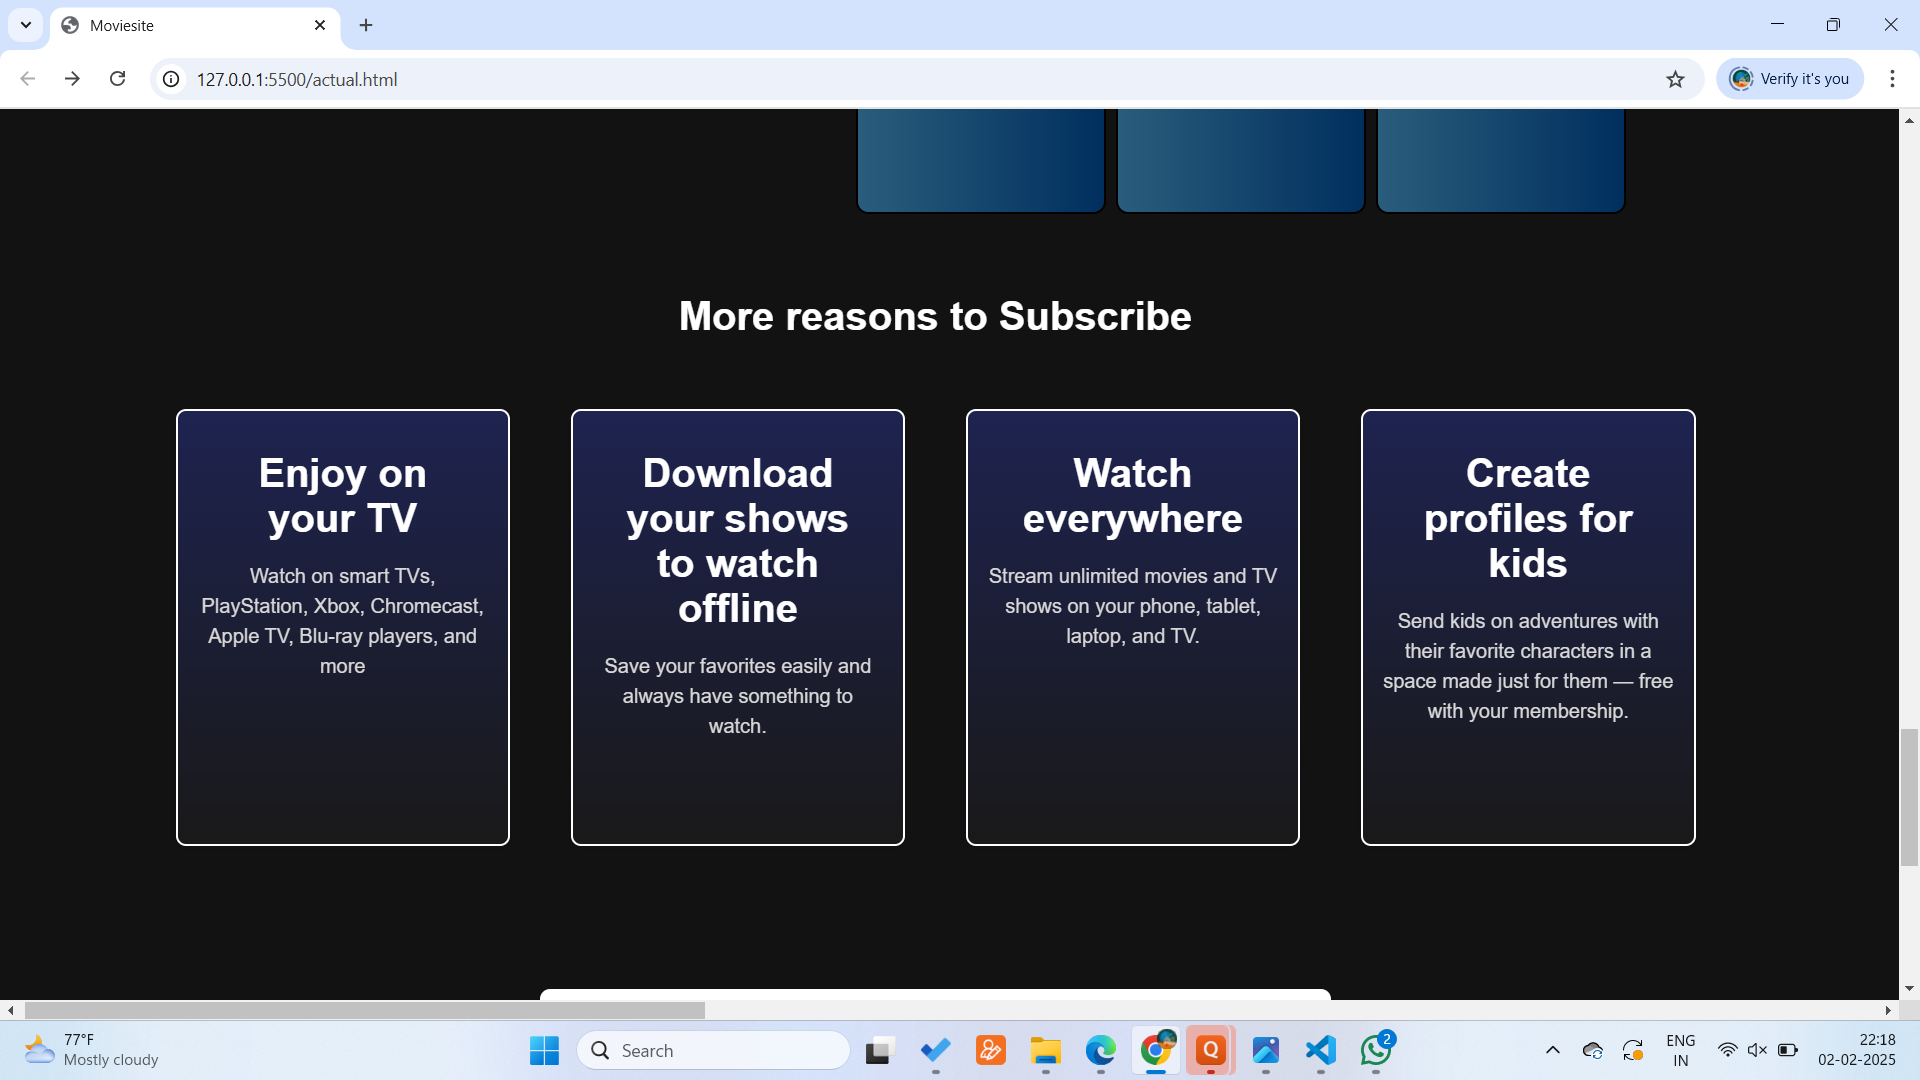 Moviesite
127.0.0.1:5500/actual.html
Verify it's you
More reasons to Subscribe
Enjoy on
your TV
Watch on smart TVs,
PlayStation, Xbox, Chromecast,
Apple TV, Blu-ray players, and
more
Download
your shows
to watch
offline
Save your favorites easily and
always have something to
watch.
Watch
everywhere
Stream unlimited movies and TV
shows on your phone, tablet,
laptop, and TV.
Create
profiles for
kids
Send kids on adventures with
their favorite characters in a
space made just for them — free
with your membership.
77°F
Mostly cloudy
Search
Q
2
ENG
IN
22:18
02-02-2025